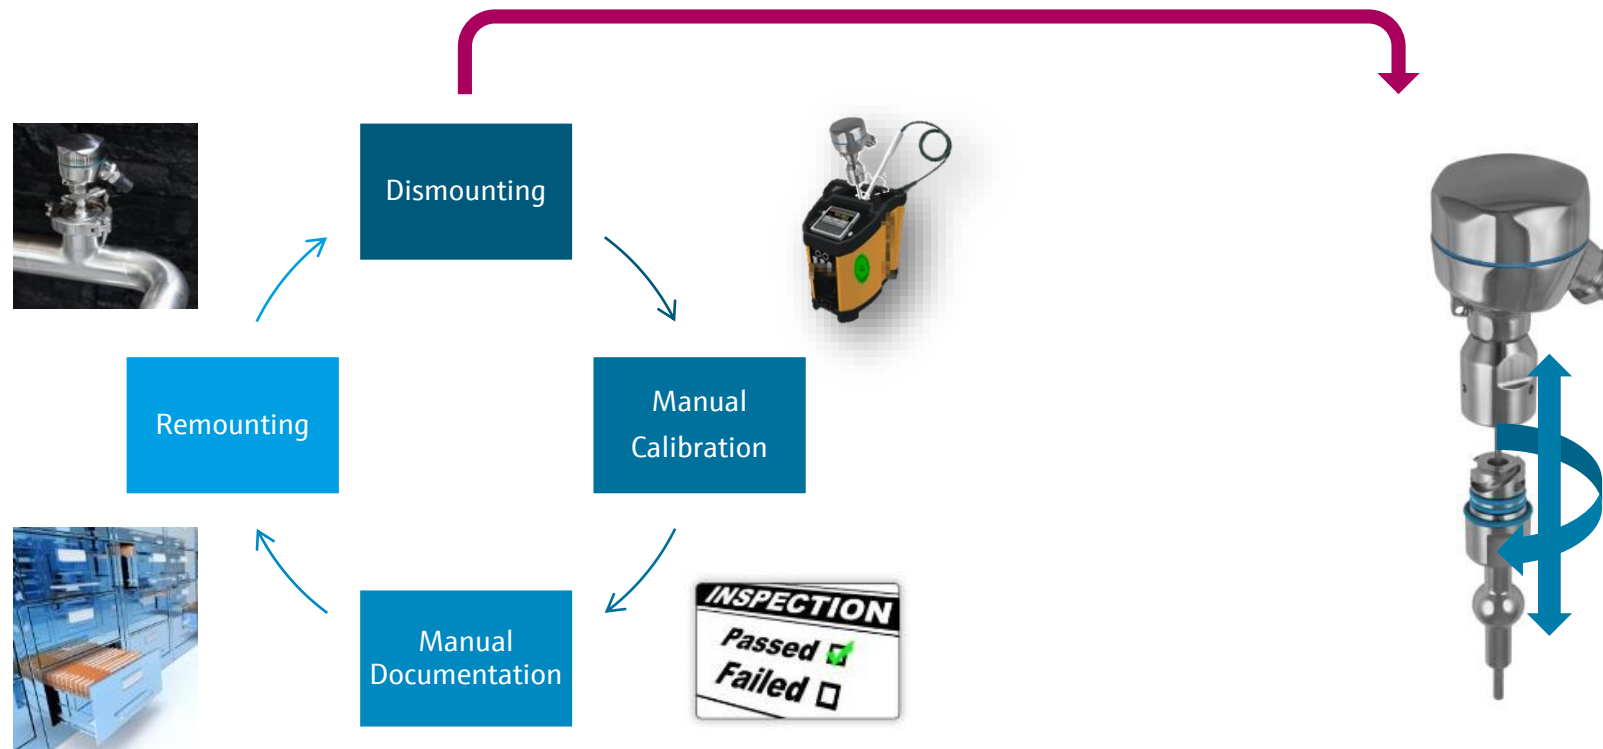 Dismounting
Manual
Calibration
Remounting
Manual
Documentation
INSPECTION
Passed
Failed